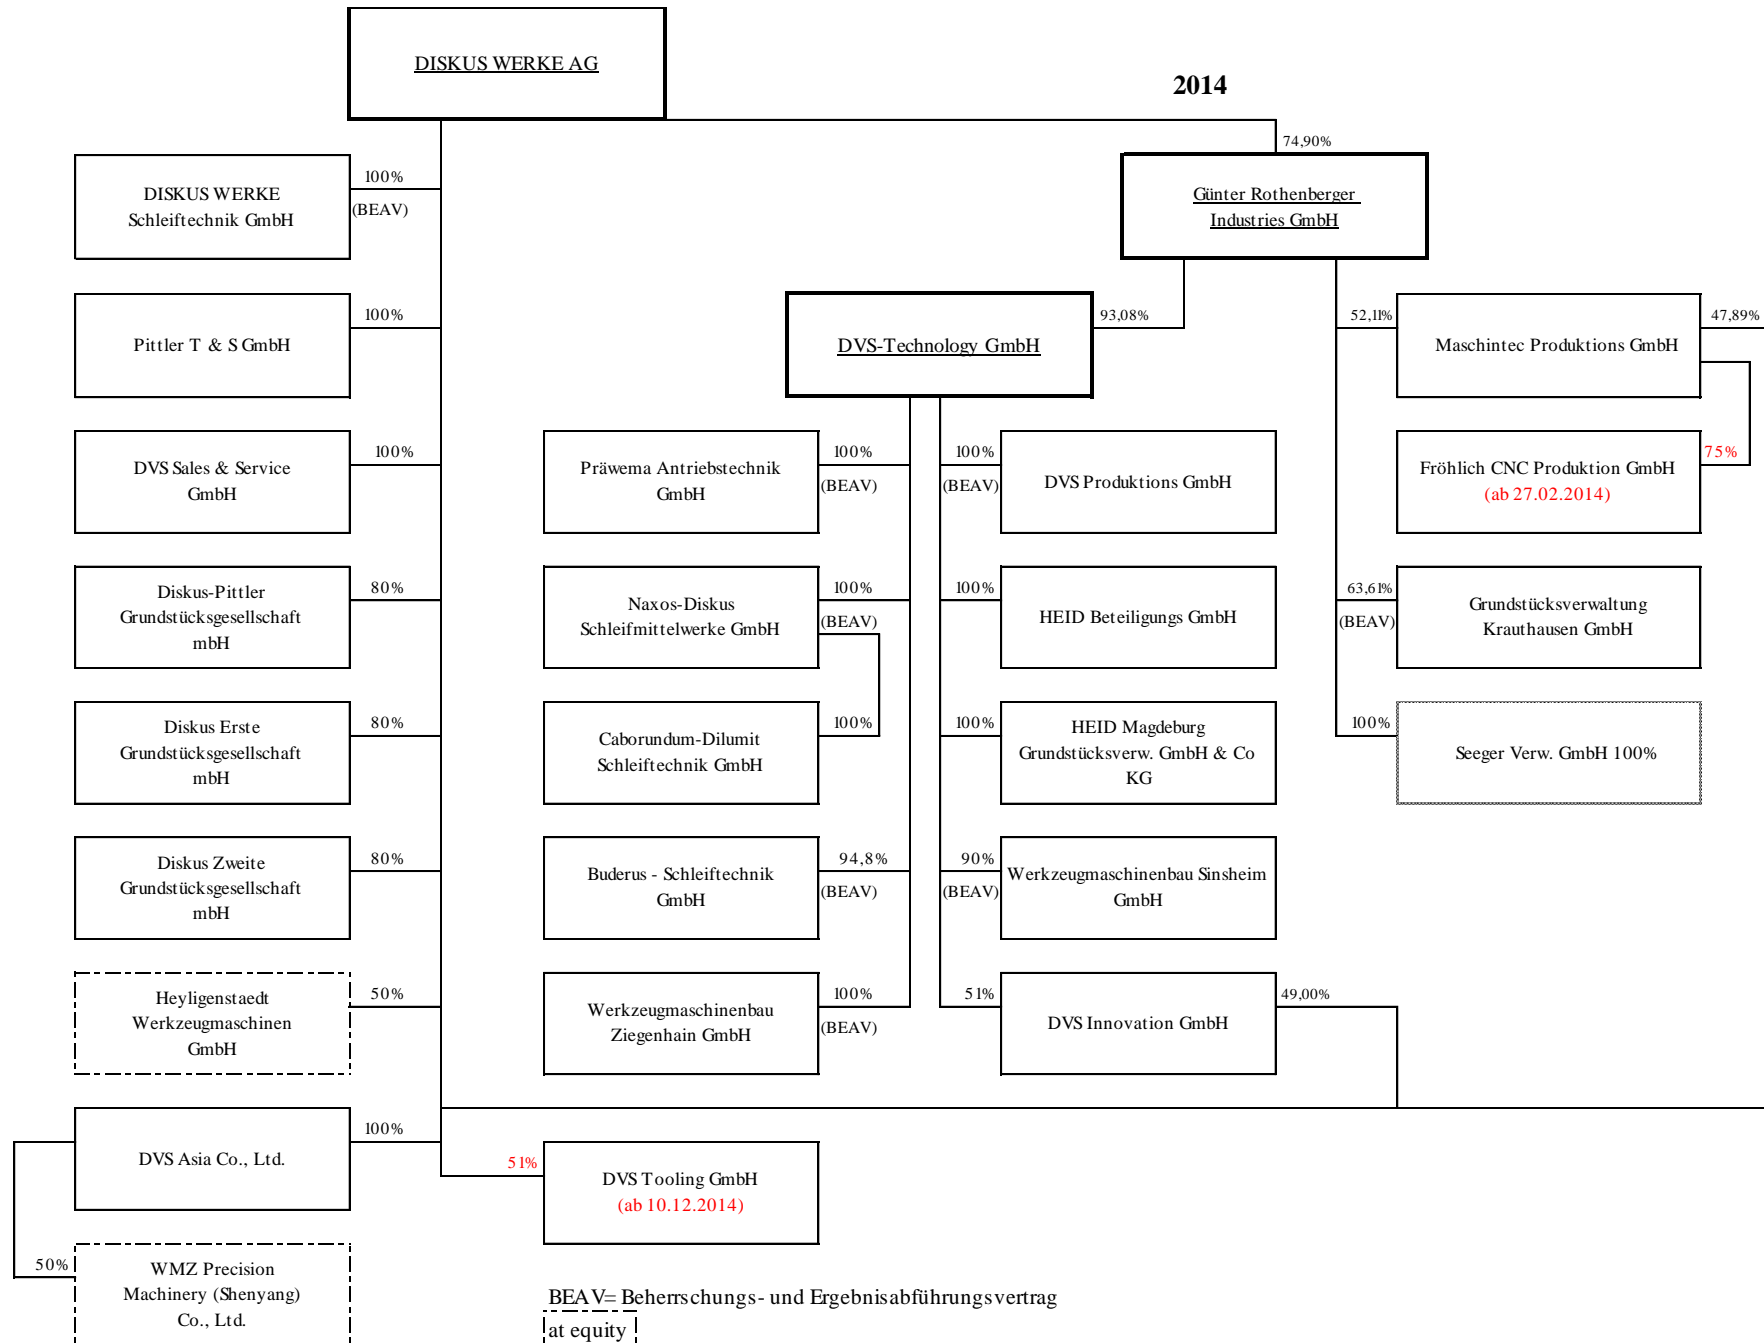 DISKUS WERKE AG
2014
74,90%
DISKUS WERKE
Schleiftechnik GmbH
100%
(BEAV)
Günter Rothenberger
Industries GmbH
Pittler T & S GmbH
100%
DVS-Technology GmbH
93,08%
52,11%
Maschintec Produktions GmbH
47,89%
DVS Sales & Service
GmbH
100%
Präwema Antriebstechnik
GmbH
100%
(BEAV)
100%
(BEAV)
DVS Produktions GmbH
Fröhlich CNC Produktion GmbH
(ab 27.02.2014)
75%
Diskus-Pittler
Grundstücksgesellschaft
mbH
80%
Naxos-Diskus
Schleifmittelwerke GmbH
100%
(BEAV)
100%
HEID Beteiligungs GmbH
63,61%
(BEAV)
Grundstücksverwaltung
Krauthausen GmbH
Diskus Erste
Grundstücksgesellschaft
mbH
80%
Caborundum-Dilumit
Schleiftechnik GmbH
100%
100%
HEID Magdeburg
Grundstücksverw. GmbH & Co
KG
100%
Seeger Verw. GmbH 100%
Diskus Zweite
Grundstücksgesellschaft
mbH
80%
Buderus - Schleiftechnik
GmbH
94,8%
(BEAV)
90%
(BEAV)
Werkzeugmaschinenbau Sinsheim
GmbH
Heyligenstaedt
Werkzeugmaschinen
GmbH
50%
Werkzeugmaschinenbau
Ziegenhain GmbH
100%
(BEAV)
51%
DVS Innovation GmbH
49,00%
DVS Asia Co., Ltd.
100%
51%
DVS Tooling GmbH
(ab 10.12.2014)
50%
WMZ Precision
Machinery (Shenyang)
Co., Ltd.
BEAV= Beherrschungs- und Ergebnisabführungsvertrag
at equity